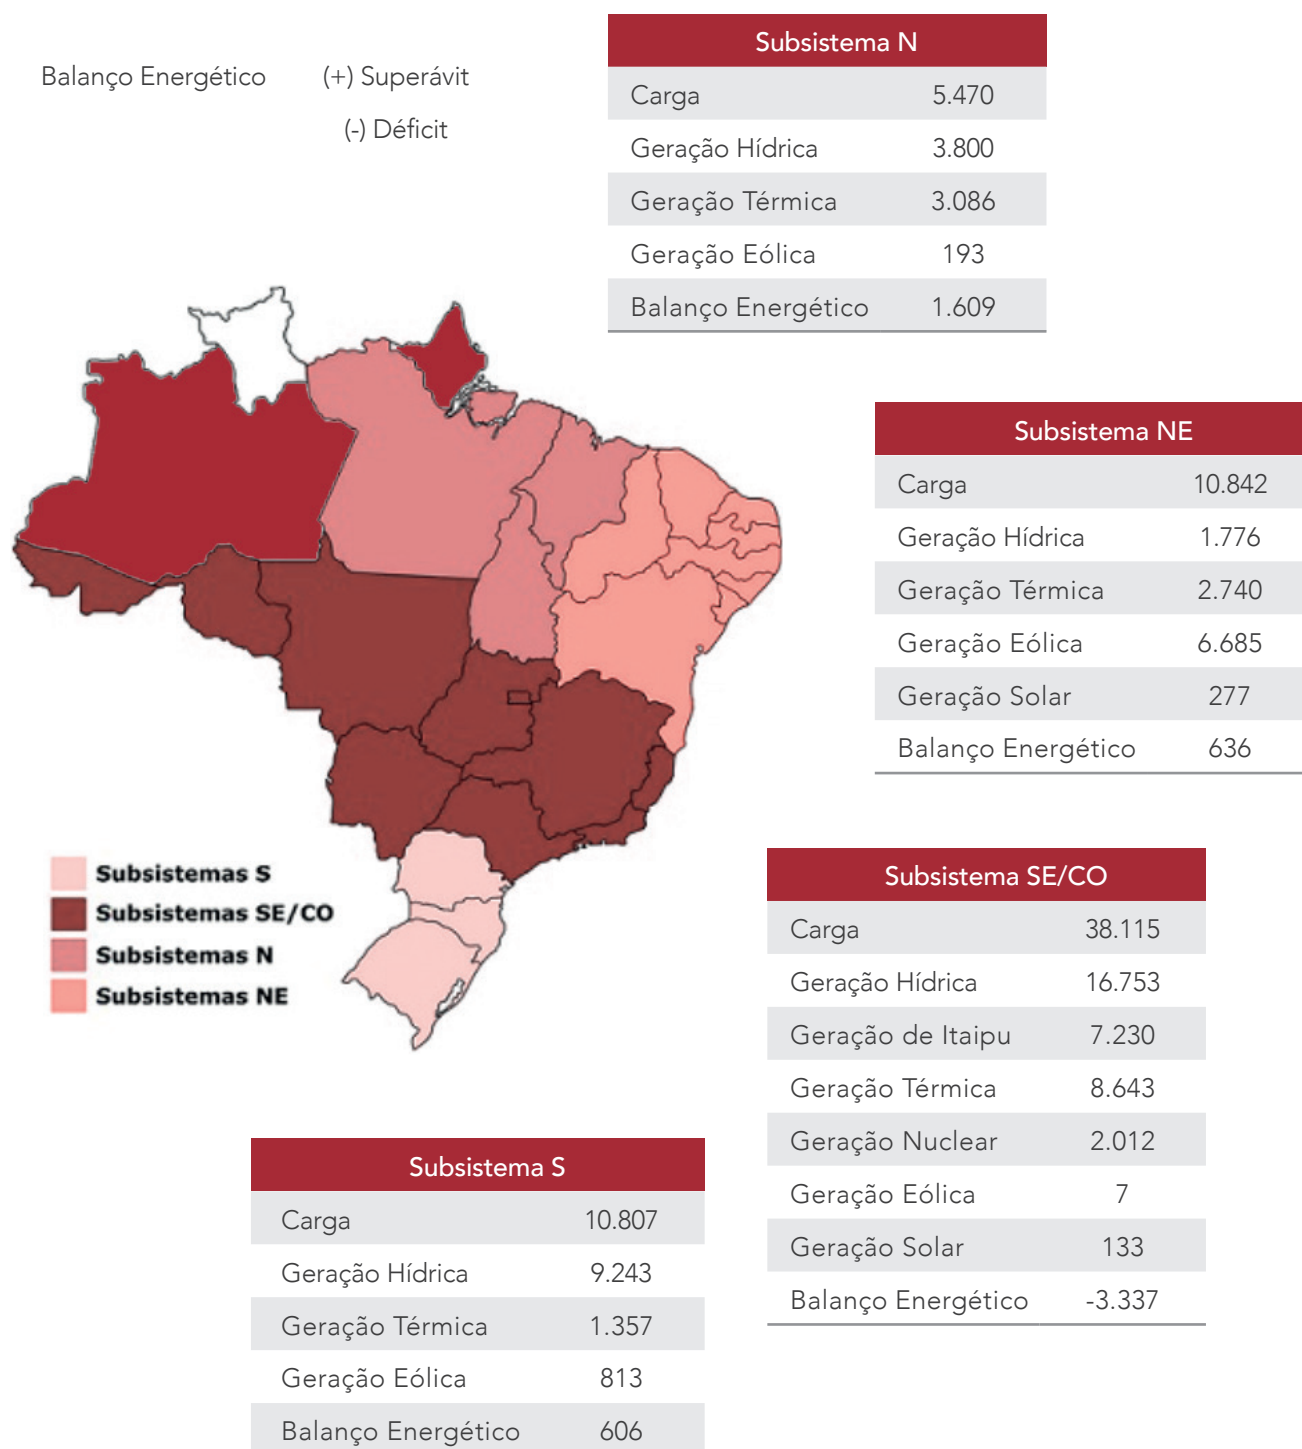 Balanço Energético (+) Superávit
(-) Déficit
Subsistema N
Carga 5.470
Geração Hídrica 3.800
Geração Térmica 3.086
Geração Eólica 193
Balanço Energético 1.609
Subsistema NE
Carga 10.842
Geração Hídrica 1.776
Geração Térmica 2.740
Geração Eólica 6.685
Geração Solar 277
Balanço Energético 636
Subsistemas S
Subsistemas SE/CO
Subsistemas N
Subsistemas NE
Subsistema SE/CO
Carga 38.115
Geração Hídrica 16.753
Geração de Itaipu 7.230
Geração Térmica 8.643
Geração Nuclear 2.012
Geração Eólica 7
Geração Solar 133
Balanço Energético -3.337
Subsistema S
Carga 10.807
Geração Hídrica 9.243
Geração Térmica 1.357
Geração Eólica 813
Balanço Energético 606